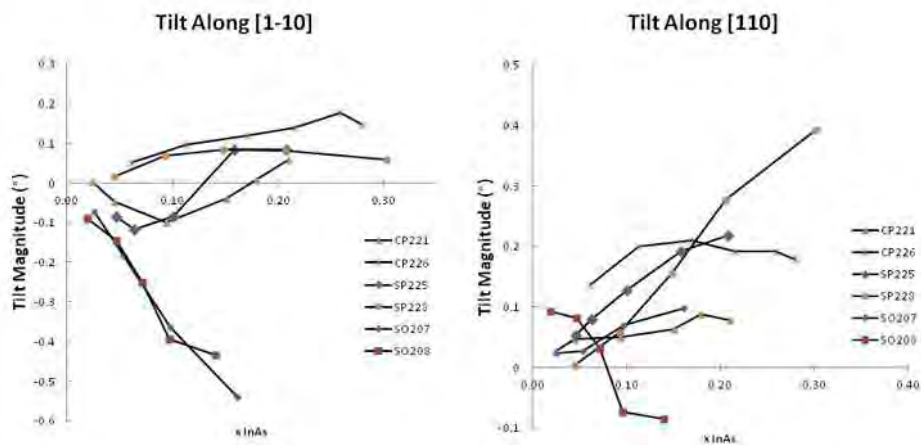 Tilt Along [1-10]
Tilt Magnitude (°)
0.3
0.2
0.1
0
-0.1
-0.2
-0.3
-0.4
-0.5
-0.6
0.00
0.10
0.20
0.30
x InAs
CP221
CP226
SP225
SP223
SO207
SO208
Tilt Along [110]
Tilt Magnitude (°)
0.5
0.4
0.3
0.2
0.1
0
-0.1
0.00
0.10
0.20
0.30
0.40
x InAs
CP221
CP226
SP225
SP228
SO207